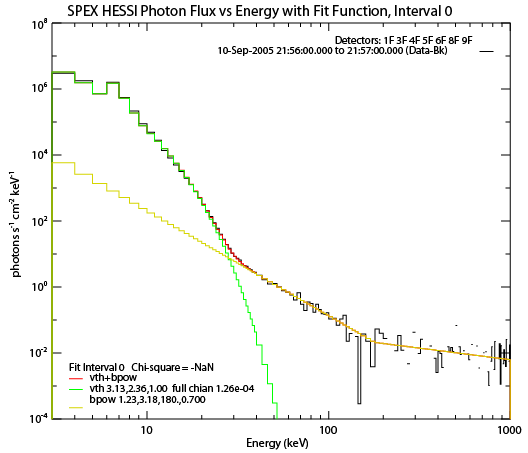 SPEX HESSI Photon Flux vs Energy with Fit Function, Interval 0
Detectors: 1F 3F 4F 5F 6F 8F 9F
10-Sep-2005 21:56:00.000 to 21:57:00.000 (Data-Bk)
10^8
10^6
10^4
10^2
10^0
10^-2
10^-4
photons s^-1 cm^-2 keV^-1
Fit Interval 0 Chi-square = -NaN
vth+bpow
vth 3.13,2.36,1.00 full chian 1.26e-04
bpow 1.23,3.18,180.,0.700
10
100
1000
Energy (keV)